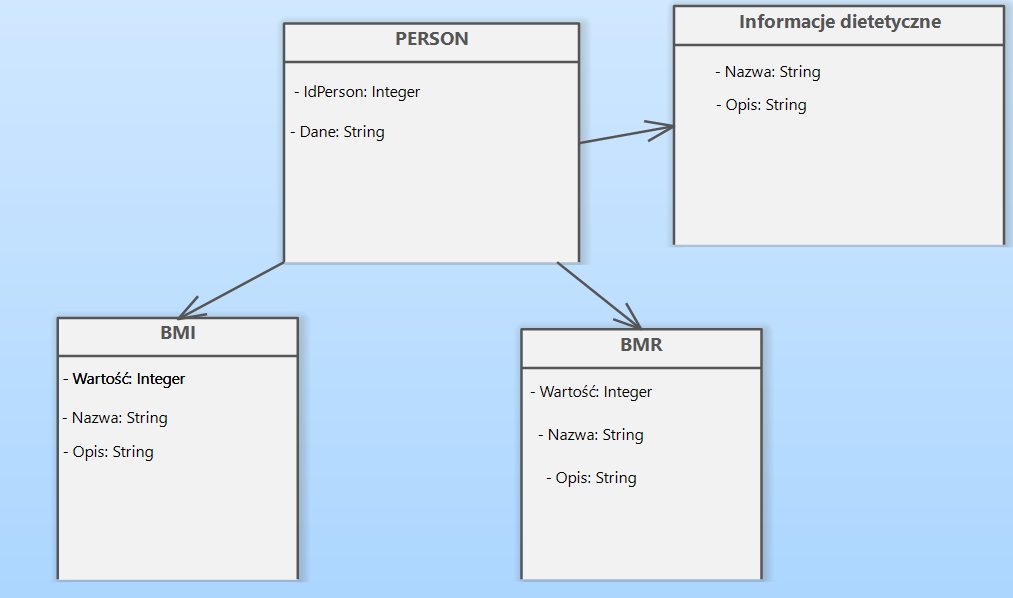 PERSON
- IdPerson: Integer
- Dane: String
Informacje dietetyczne
- Nazwa: String
- Opis: String
BMI
- Wartość: Integer
- Nazwa: String
- Opis: String
BMR
- Wartość: Integer
- Nazwa: String
- Opis: String